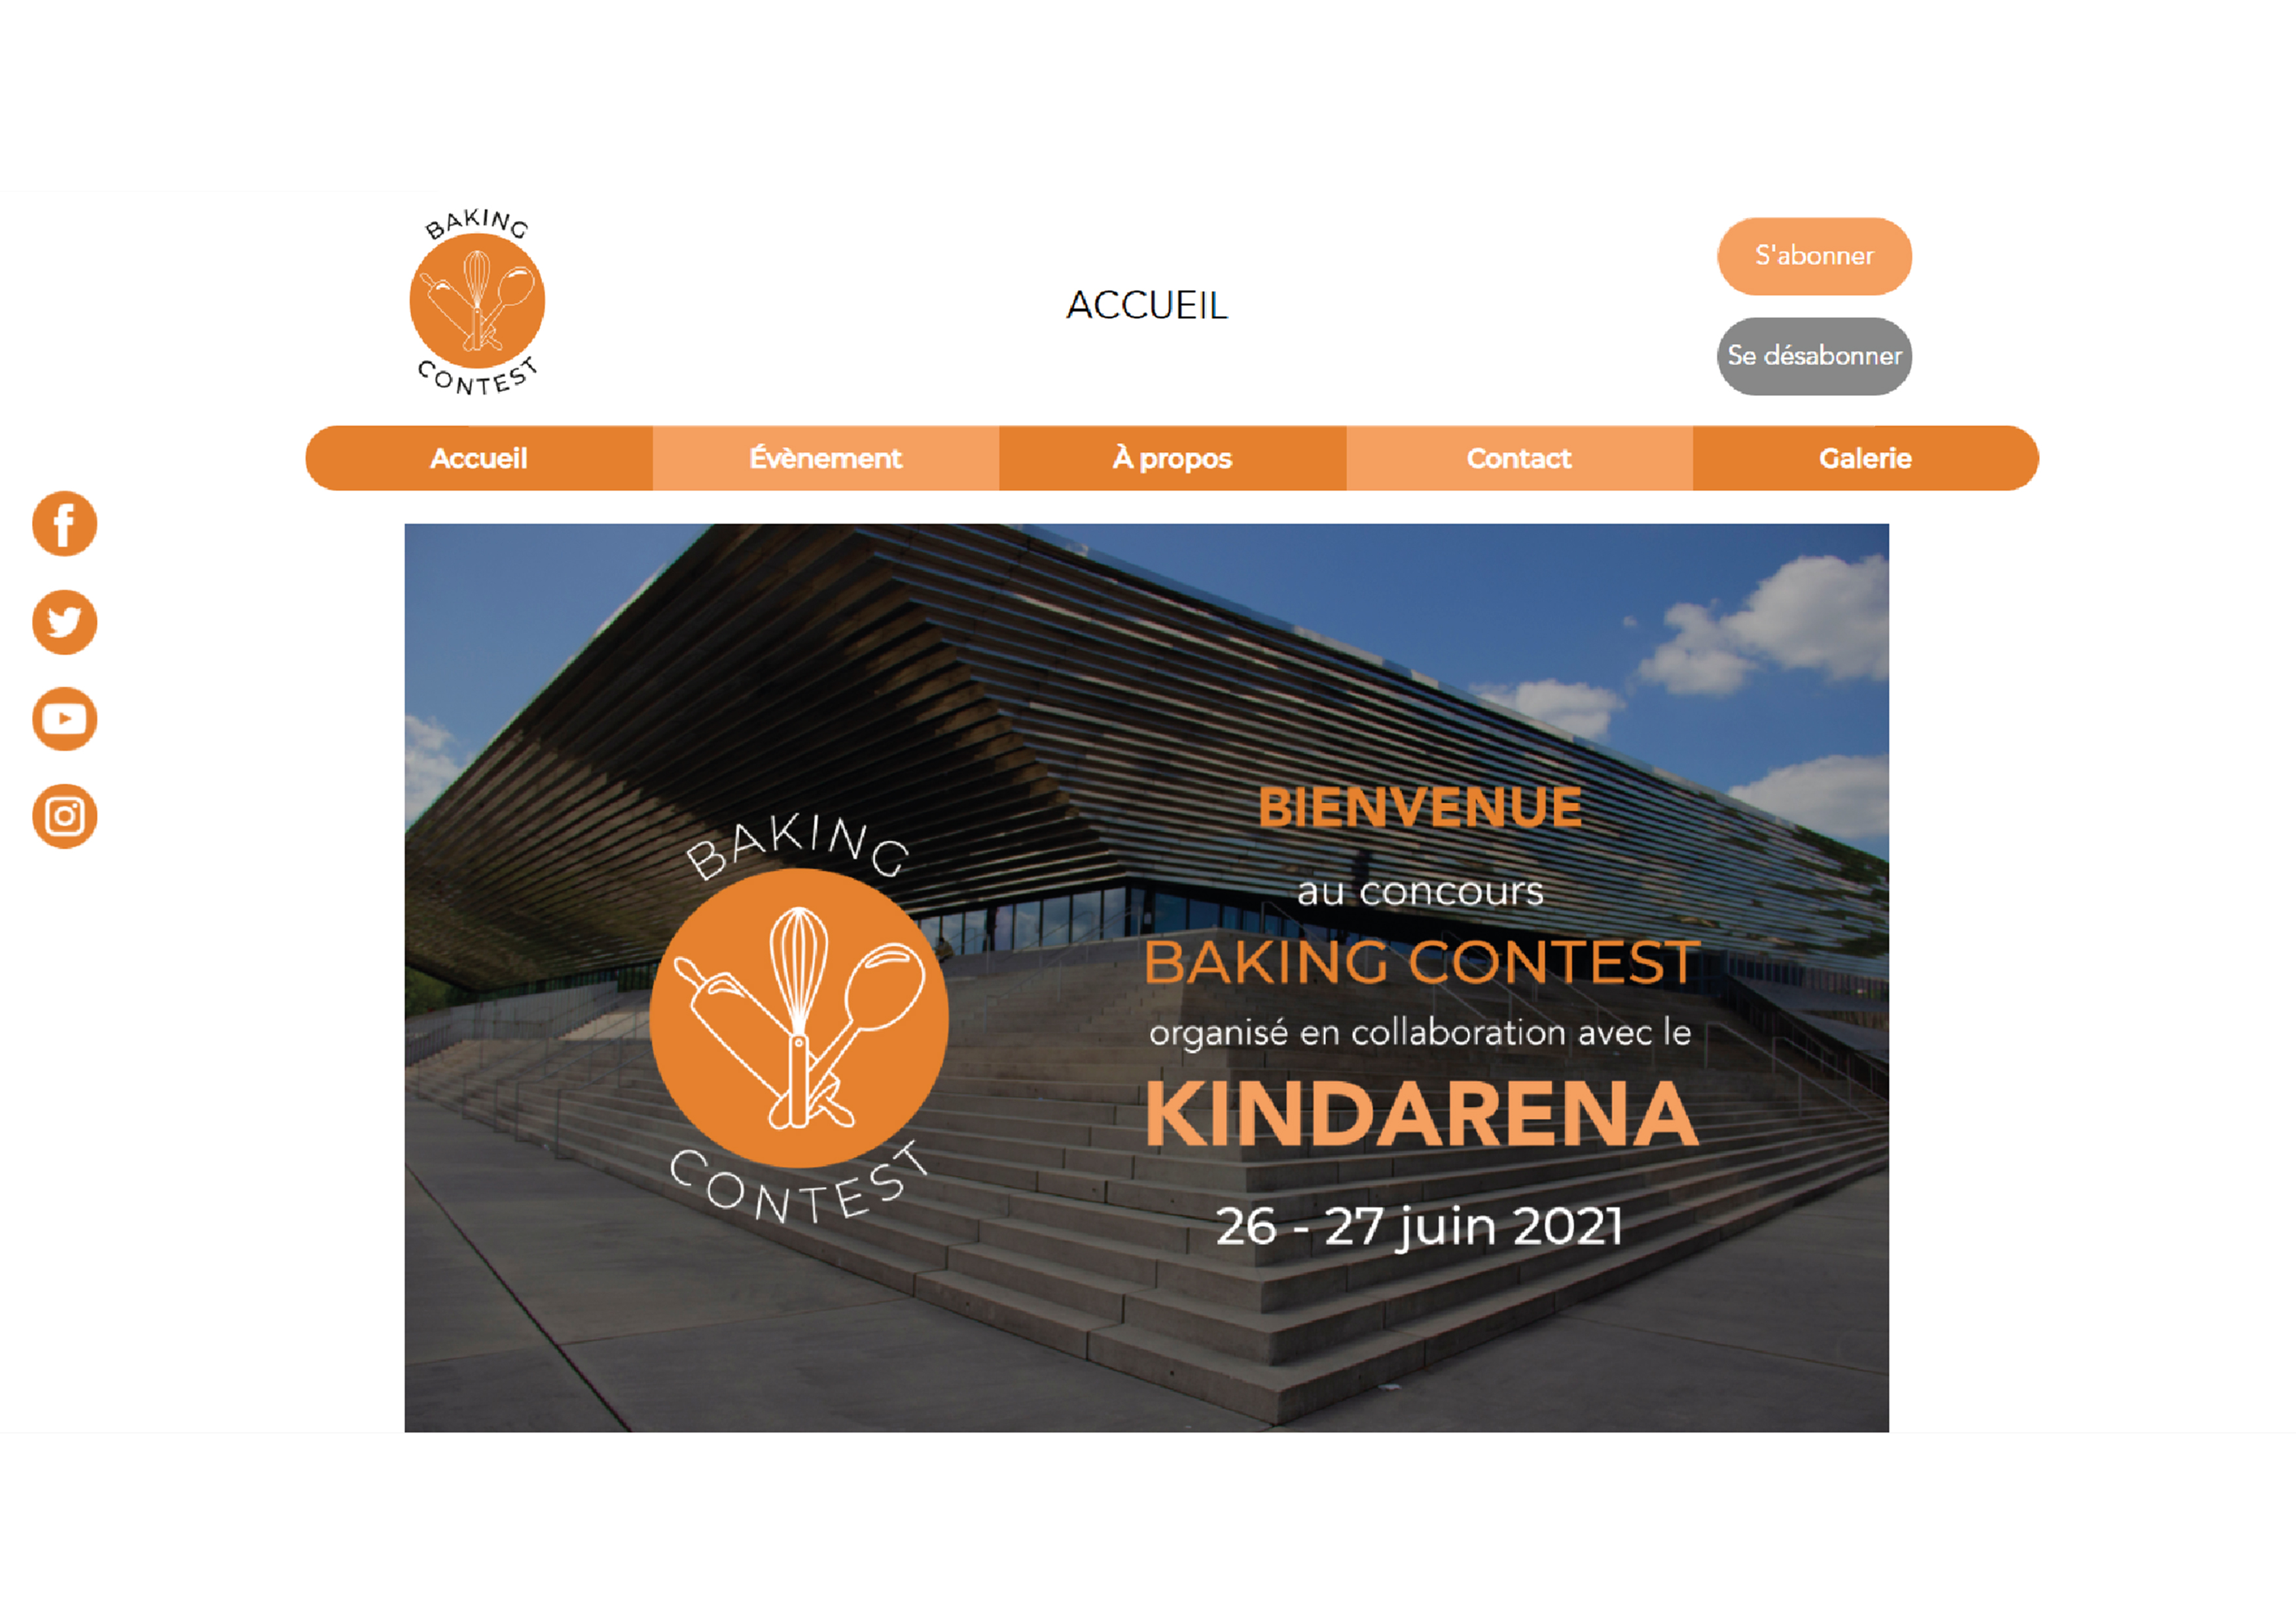 BAKING
CONTEST
ACCUEIL
S'abonner
Se désabonner
Accueil
Évènement
À propos
Contact
Galerie
BAKING
CONTEST
BIENVENUE
au concours
BAKING CONTEST
organisé en collaboration avec le
KINDARENA
26 - 27 juin 2021